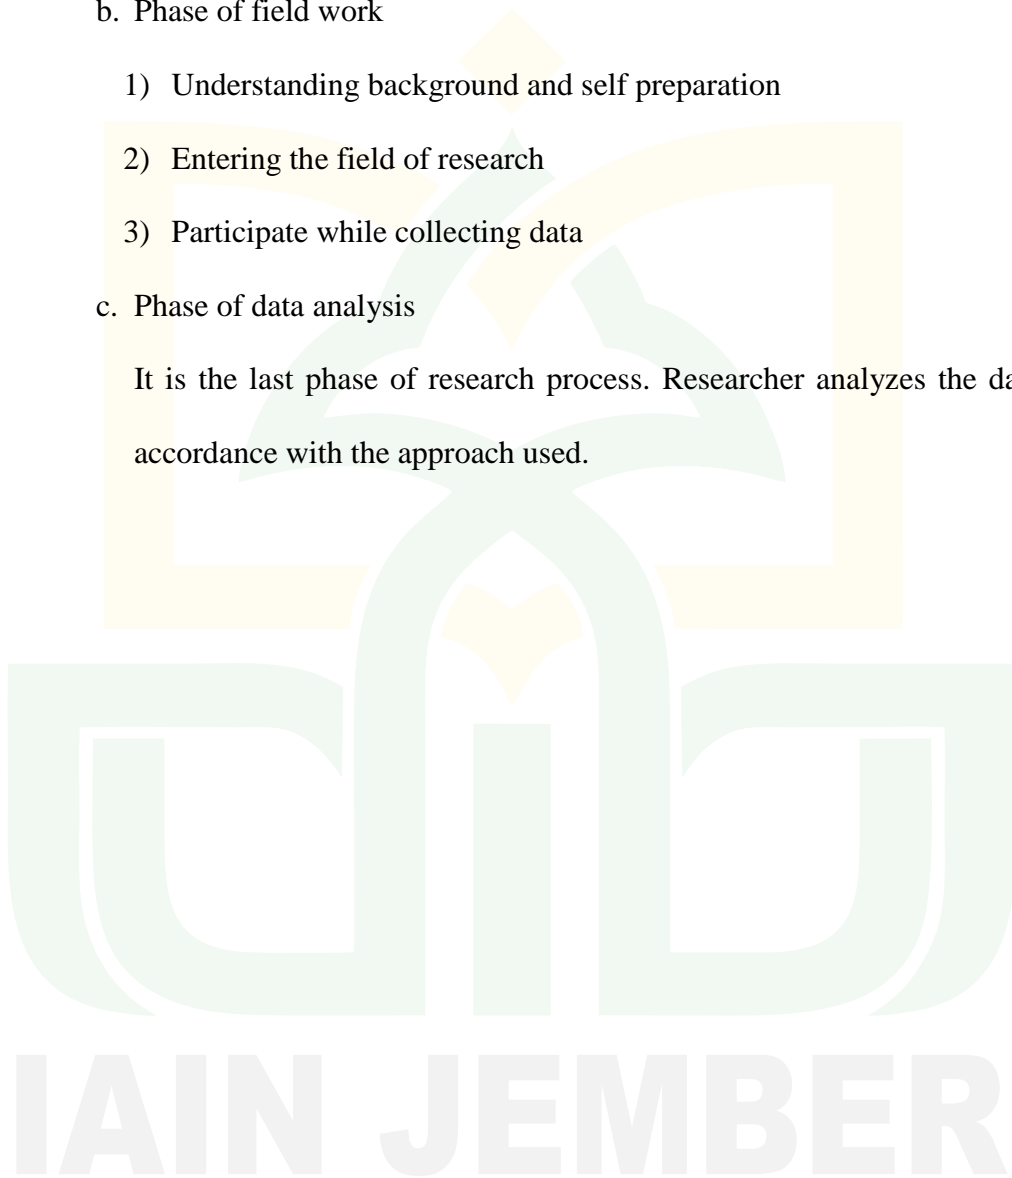 b. Phase of field work
1) Understanding background and self preparation
2) Entering the field of research
3) Participate while collecting data
c. Phase of data analysis
It is the last phase of research process. Researcher analyzes the
accordance with the approach used.
IAIN JEMBER